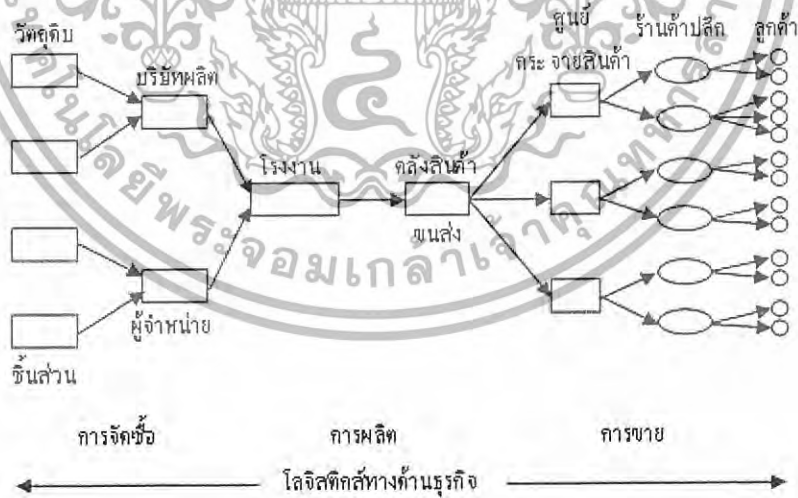 วัตถุดิบ
บริษัทผลิต
โรงงาน
คลังสินค้า
ขนส่ง
ศูนย์
กระจายสินค้า
ร้านค้าปลีก
ลูกค้า
ผู้จำหน่าย
ชิ้นส่วน
การจัดซื้อ
การผลิต
การขาย
โลจิสติกส์ทางด้านธุรกิจ